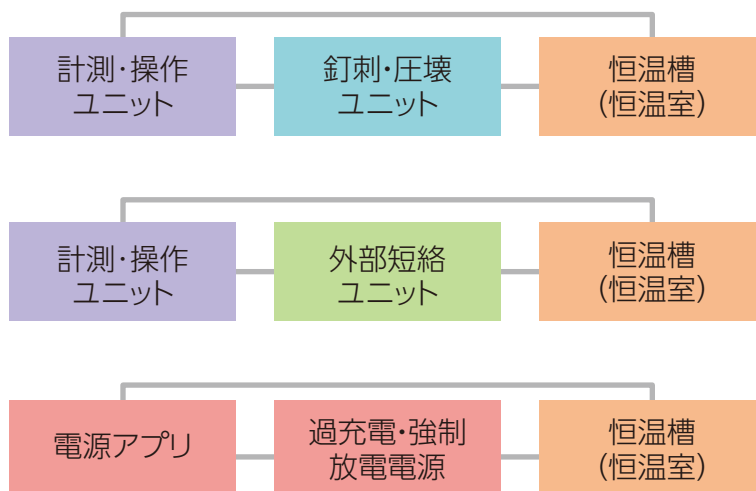 計測・操作
ユニット
釘刺・圧壊
ユニット
恒温槽
(恒温室)
計測・操作
ユニット
外部短絡
ユニット
恒温槽
(恒温室)
電源アプリ
過充電・強制
放電電源
恒温槽
(恒温室)